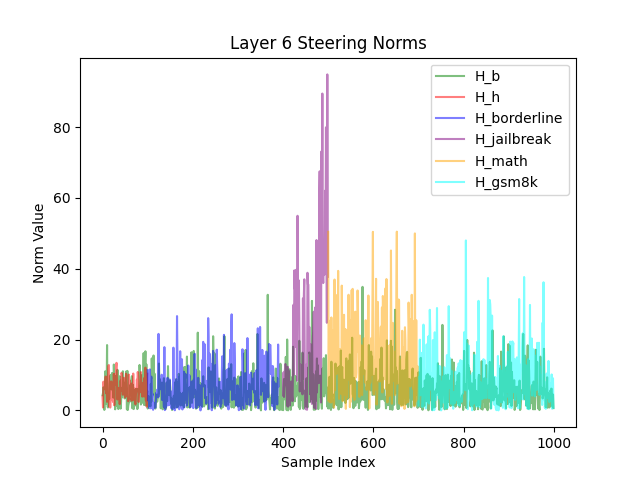 Layer 6 Steering Norms
H_b
H_h
H_borderline
H_jailbreak
H_math
H_gsm8k
Norm Value
80
60
40
20
0
0 200 400 600 800 1000
Sample Index